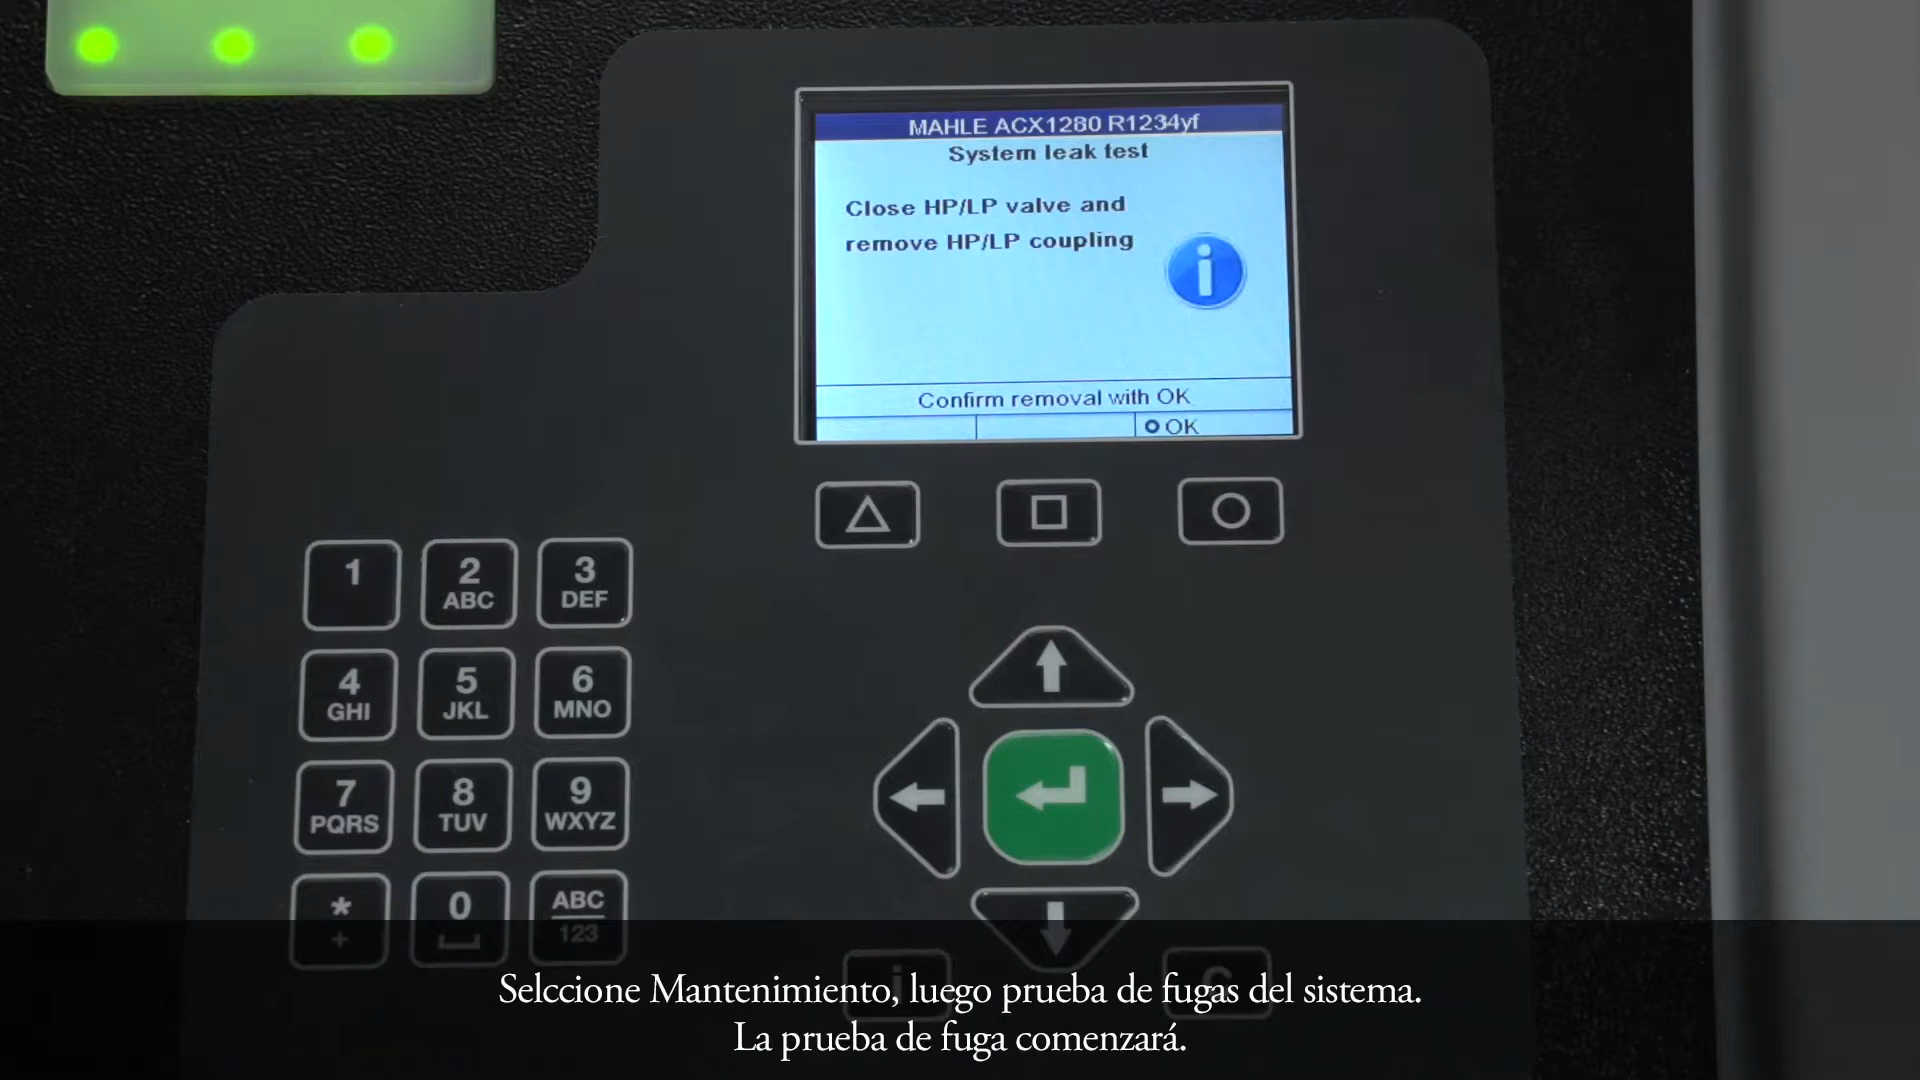 MAHLE ACX1280 R1234yf
System leak test
Close HP/LP valve and
remove HP/LP coupling
i
Confirm removal with OK
OK
1
2
ABC
3
DEF
4
GHI
5
JKL
6
MNO
7
PQRS
8
TUV
9
WXYZ
*
+
0
ABC
123
i
C
Selccione Mantenimiento, luego prueba de fugas del sistema.
La prueba de fuga comenzará.